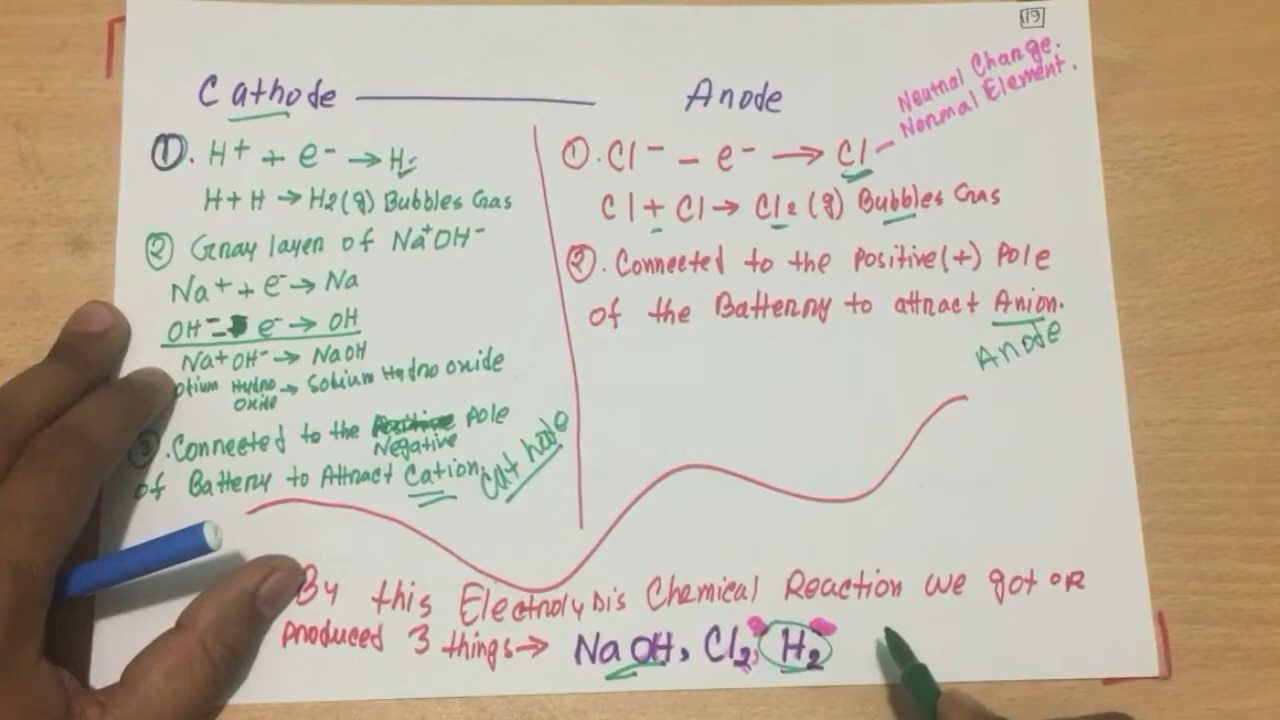 19
Cathode
①. H+ + e- → H
H + H → H2(g) Bubbles Gas
② Gray layer of Na+OH-
Na+ + e- → Na
OH- - e- → OH
Na+ OH- → NaOH
Hydro → Sodium Hydro oxide
Oxide
③. Connected to the Pole
Negative
of Battery to Attract Cation.
Cathode
Anode
Neutral Change.
Normal Element.
①. Cl- - e- → Cl
Cl + Cl → Cl2 (g) Bubbles Gas
②. Connected to the Positive(+) Pole
of the Batterry to attract Anion.
Anode
By this Electrolysis Chemical Reaction we got or
produced 3 things → NaOH, Cl2, H2